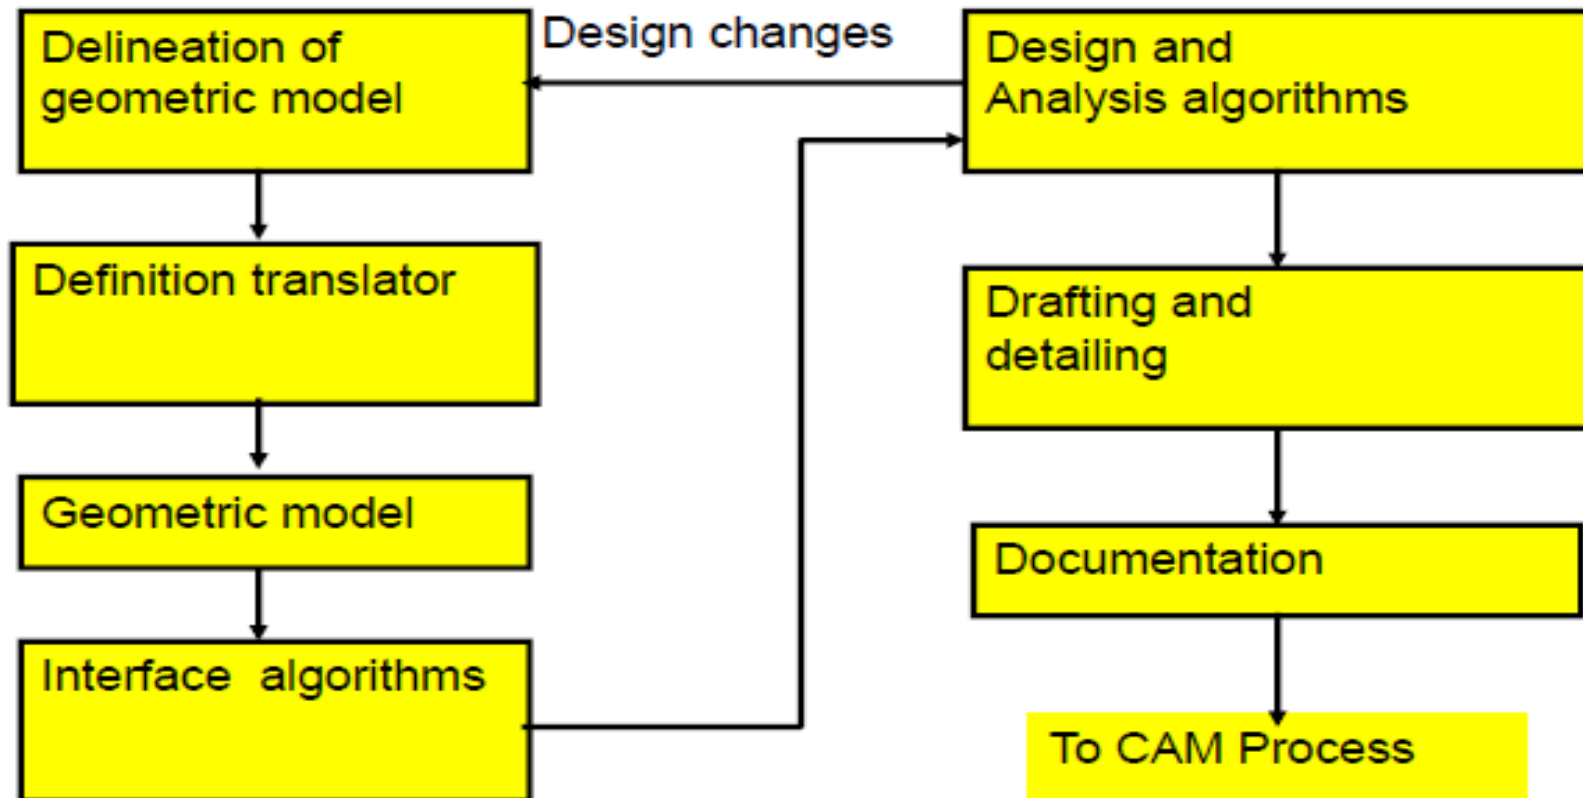 Delineation of
geometric model
Design changes
Design and
Analysis algorithms
Definition translator
Drafting and
detailing
Geometric model
Documentation
Interface algorithms
To CAM Process